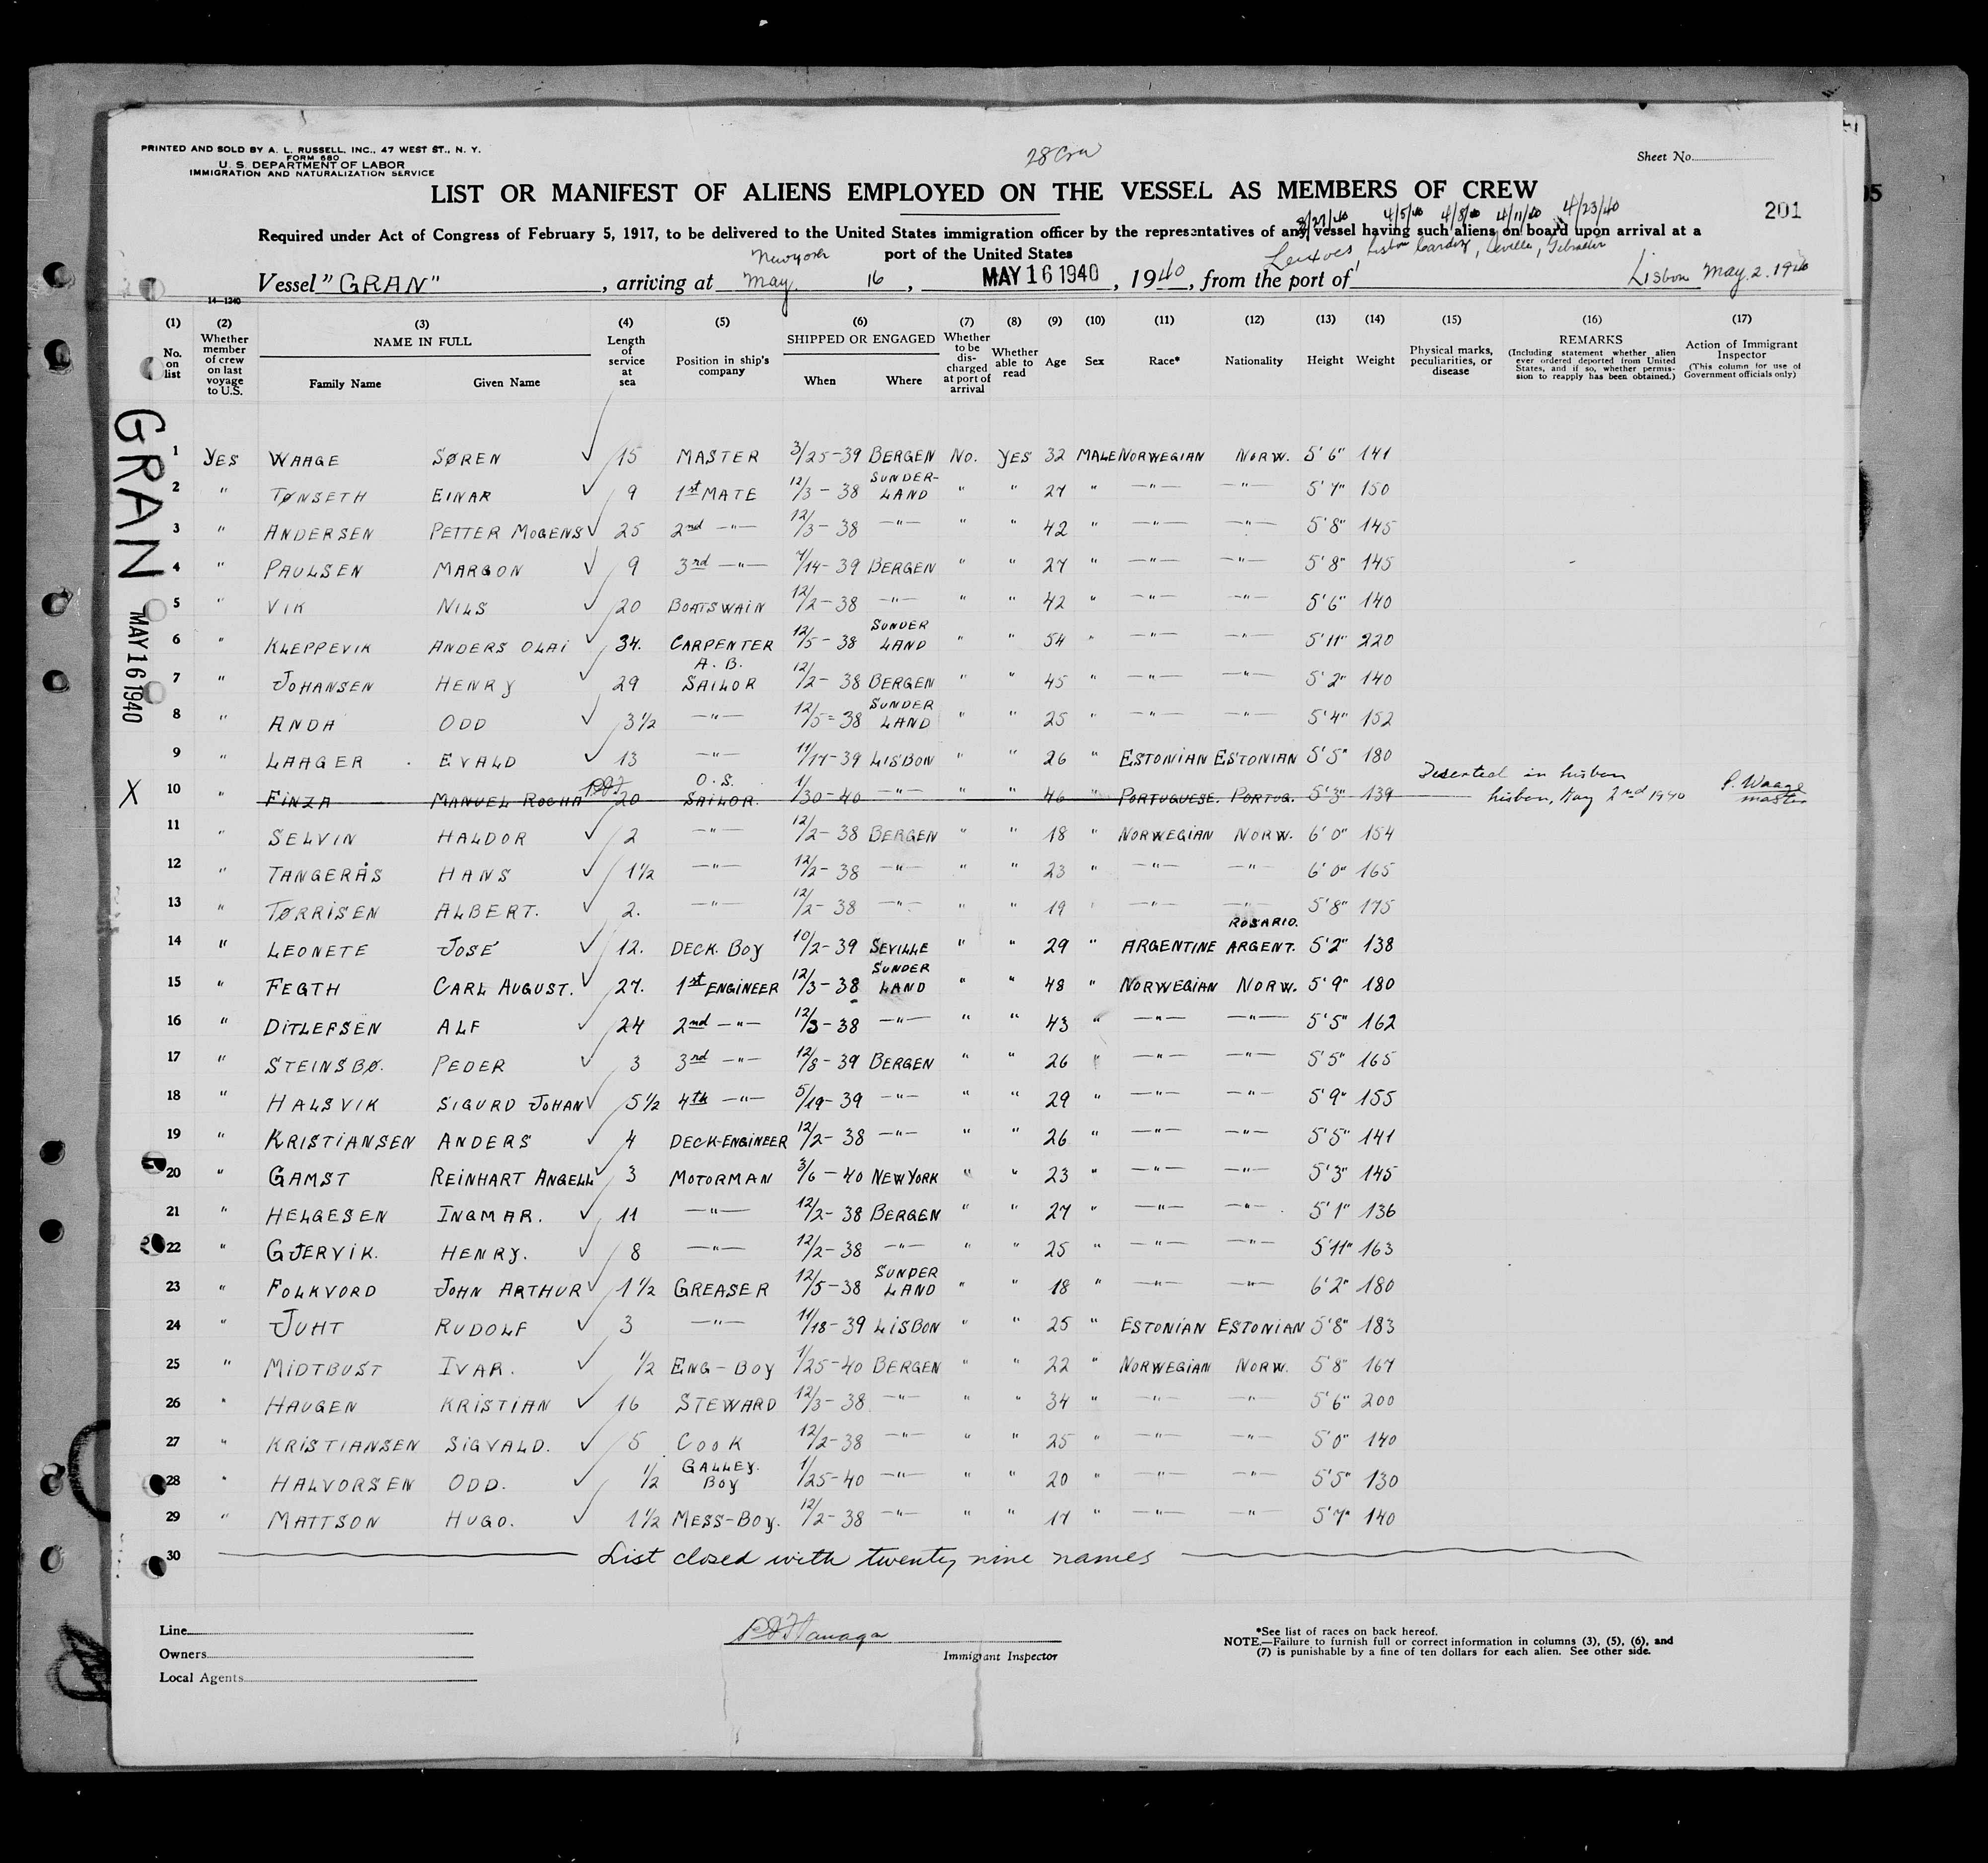 PRINTED AND SOLD BY A. L. RUSSELL, INC., 47 WEST ST., N. Y.
FORM 680
U. S. DEPARTMENT OF LABOR
IMMIGRATION AND NATURALIZATION SERVICE
28 Crew
Sheet No.
LIST OR MANIFEST OF ALIENS EMPLOYED ON THE VESSEL AS MEMBERS OF CREW
201
3/27/40 4/5/40 4/8/40 4/11/40 4/23/40
Required under Act of Congress of February 5, 1917, to be delivered to the United States immigration officer by the representatives of any vessel having such aliens on board upon arrival at a
port of the United States
New York
Leixoes, Lisbon, Seville, Gibraltar
Vessel "GRAN", arriving at May 16, MAY 16 1940, 1940, from the port of Lisbon May. 2. 1940
14—1240
(1) (2) (3) (4) (5) (6) (7) (8) (9) (10) (11) (12) (13) (14) (15) (16) (17)
No. on list
Whether member of crew on last voyage to U.S.
NAME IN FULL
Family Name Given Name
Length of service at sea
Position in ship's company
SHIPPED OR ENGAGED
When Where
Whether to be discharged at port of arrival
Whether able to read
Age
Sex
Race*
Nationality
Height
Weight
Physical marks, peculiarities, or disease
REMARKS
(Including statement whether alien ever ordered deported from United States, and if so, whether permission to reapply has been obtained.)
Action of Immigrant Inspector
(This column for use of Government officials only)
GRAN
MAY 16 1940
1 YES WAAGE SØREN ✓ 15 MASTER 3/25-39 BERGEN No. YES 32 MALE NORWEGIAN NORW. 5'6" 141
2 " TØNSETH EINAR ✓ 9 1st MATE 12/3-38 SUNDERLAND " " 27 " —"— —"— 5'7" 150
3 " ANDERSEN PETTER MOGENS ✓ 25 2nd —"— 12/3-38 —"— " " 42 " —"— —"— 5'8" 145
4 " PAULSEN MARGON ✓ 9 3rd —"— 7/14-39 BERGEN " " 27 " —"— —"— 5'8" 145
5 " VIK NILS ✓ 20 BOATSWAIN 12/2-38 —"— " " 42 " —"— —"— 5'6" 140
6 " KLEPPEVIK ANDERS OLAI ✓ 34. CARPENTER 12/5-38 SUNDERLAND " " 54 " —"— —"— 5'11" 220
7 " JOHANSEN HENRY ✓ 29 A. B. SAILOR 12/2-38 BERGEN " " 45 " —"— —"— 5'2" 140
8 " ANDA ODD ✓ 3½ —"— 12/5-38 SUNDERLAND " " 25 " —"— —"— 5'4" 152
9 " LAAGER EVALD ✓ 13 —"— 11/17-39 LISBON " " 26 " ESTONIAN ESTONIAN 5'5" 180
X 10 " FINZA MANUEL ROCHA 20 O.S. SAILOR. 1/30-40 —"— " " 46 " PORTUGUESE. PORTUG. 5'3" 139 Deserted in Lisbon Lisbon, May 2nd 1940 S. Waage master
11 " SELVIN HALDOR ✓ 2 —"— 12/2-38 BERGEN " " 18 " NORWEGIAN NORW. 6'0" 154
12 " TANGERÅS HANS ✓ 1½ —"— 12/2-38 —"— " " 23 " —"— —"— 6'0" 165
13 " TØRRISEN ALBERT. ✓ 2. —"— 12/2-38 —"— " " 19 " —"— —"— 5'8" 175
14 " LEONETE JOSÉ ✓ 12. DECK. BOY 10/2-39 SEVILLE " " 29 " ARGENTINE ROSARIO. ARGENT. 5'2" 138
15 " FEGTH CARL AUGUST. ✓ 27. 1st ENGINEER 12/3-38 SUNDERLAND " " 48 " NORWEGIAN NORW. 5'9" 180
16 " DITLEFSEN ALF ✓ 24 2nd —"— 12/3-38 —"— " " 43 " —"— —"— 5'5" 162
17 " STEINSBØ. PEDER ✓ 3 3rd —"— 12/8-39 BERGEN " " 26 " —"— —"— 5'5" 165
18 " HALSVIK SIGURD JOHAN ✓ 5½ 4th —"— 5/19-39 —"— " " 29 " —"— —"— 5'9" 155
19 " KRISTIANSEN ANDERS ✓ 4 DECK-ENGINEER 12/2-38 —"— " " 26 " —"— —"— 5'5" 141
20 " GAMST REINHART ANGELL ✓ 3 MOTORMAN 3/6-40 NEW YORK " " 23 " —"— —"— 5'3" 145
21 " HELGESEN INGMAR. ✓ 11 —"— 12/2-38 BERGEN " " 27 " —"— —"— 5'1" 136
22 " GJERVIK. HENRY. ✓ 8 —"— 12/2-38 —"— " " 25 " —"— —"— 5'11" 163
23 " FOLKVORD JOHN ARTHUR ✓ 1½ GREASER 12/5-38 SUNDERLAND " " 18 " —"— —"— 6'2" 180
24 " JUHT RUDOLF ✓ 3 —"— 11/18-39 LISBON " " 25 " ESTONIAN ESTONIAN 5'8" 183
25 " MIDTBUST IVAR. ✓ ½ ENG-BOY 1/25-40 BERGEN " " 22 " NORWEGIAN NORW. 5'8" 167
26 " HAUGEN KRISTIAN ✓ 16 STEWARD 12/3-38 —"— " " 34 " —"— —"— 5'6" 200
27 " KRISTIANSEN SIGVALD. ✓ 5 COOK 12/2-38 —"— " " 25 " —"— —"— 5'0" 140
28 " HALVORSEN ODD. ✓ ½ GALLEY. BOY 1/25-40 —"— " " 20 " —"— —"— 5'5" 130
29 " MATTSON HUGO. ✓ 1½ MESS-BOY. 12/2-38 —"— " " 17 " —"— —"— 5'7" 140
30 List closed with twenty nine names
Line
Owners
Local Agents
Immigrant Inspector
*See list of races on back hereof.
NOTE.—Failure to furnish full or correct information in columns (3), (5), (6), and
(7) is punishable by a fine of ten dollars for each alien. See other side.